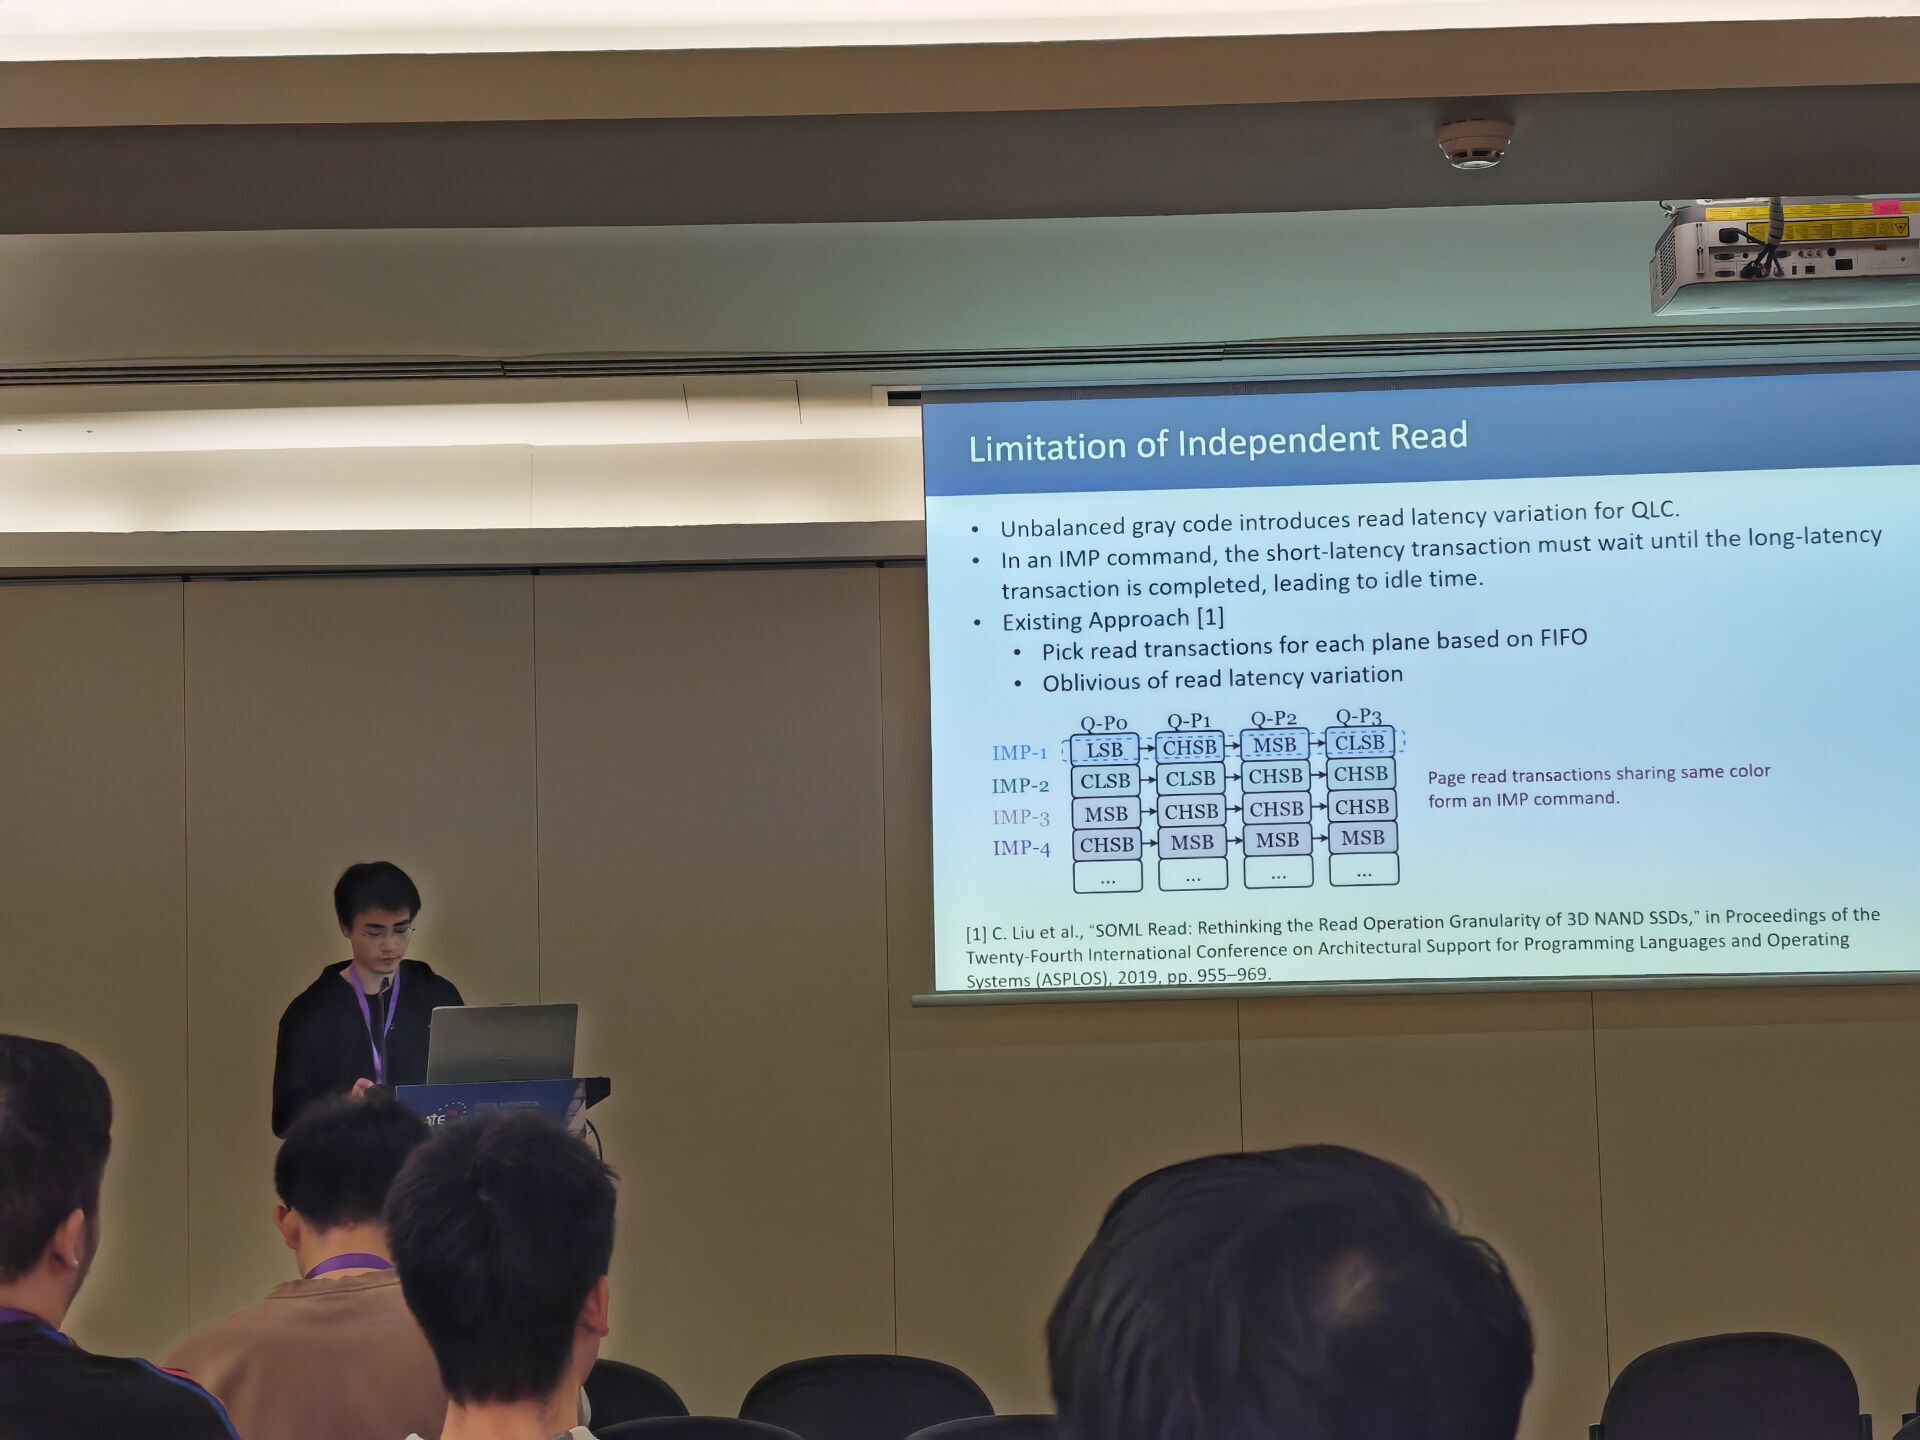 Limitation of Independent Read
• Unbalanced gray code introduces read latency variation for QLC.
• In an IMP command, the short-latency transaction must wait until the long-latency
transaction is completed, leading to idle time.
• Existing Approach [1]
• Pick read transactions for each plane based on FIFO
• Oblivious of read latency variation
Q-P0 Q-P1 Q-P2 Q-P3
IMP-1 LSB CHSB MSB CLSB
IMP-2 CLSB CLSB CHSB CHSB
IMP-3 MSB CHSB CHSB CHSB
IMP-4 CHSB MSB MSB MSB
... ... ... ...
Page read transactions sharing same color
form an IMP command.
[1] C. Liu et al., “SOML Read: Rethinking the Read Operation Granularity of 3D NAND SSDs,” in Proceedings of the
Twenty-Fourth International Conference on Architectural Support for Programming Languages and Operating
Systems (ASPLOS), 2019, pp. 955–969.